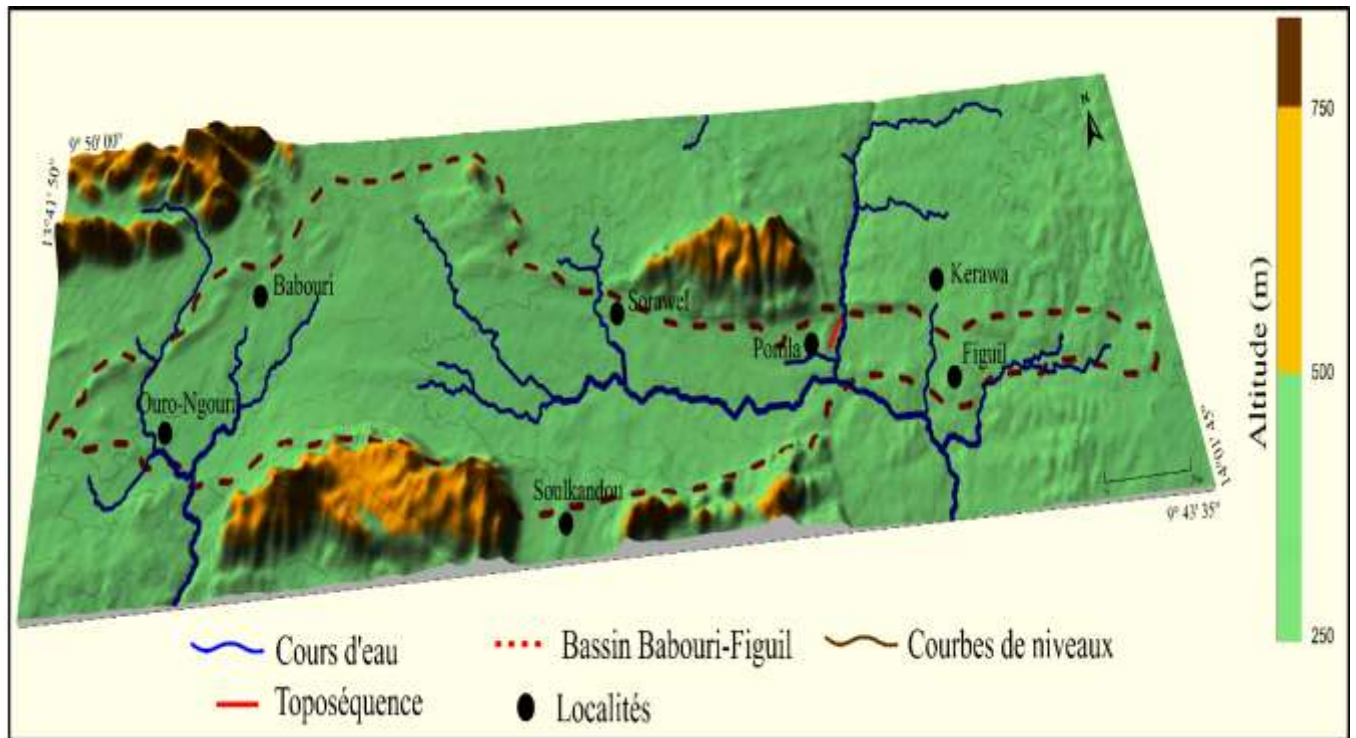 9° 50' 00"
13°41' 50"
N
Babouri
Sorawel
Kerawa
Figuil
Ouro-Ngouri
Soulkandou
14°01' 45"
9° 43' 35"
Altitude (m)
750
500
250
Cours d'eau
Bassin Babouri-Figuil
Courbes de niveaux
Toposéquence
Localités